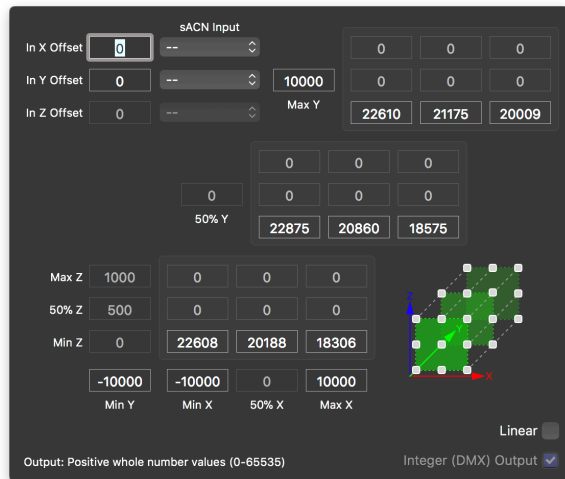 sACN Input
In X Offset 0 -- 0 0 0
In Y Offset 0 -- 10000 0 0 0
Max Y
In Z Offset 0 -- 22610 21175 20009
0 0 0
0 0 0 0
50% Y
22875 20860 18575
Max Z 1000 0 0 0
50% Z 500 0 0 0
Min Z 0 22608 20188 18306
-10000 -10000 0 10000
Min Y Min X 50% X Max X
Z
Y
X
Linear
Output: Positive whole number values (0-65535) Integer (DMX) Output